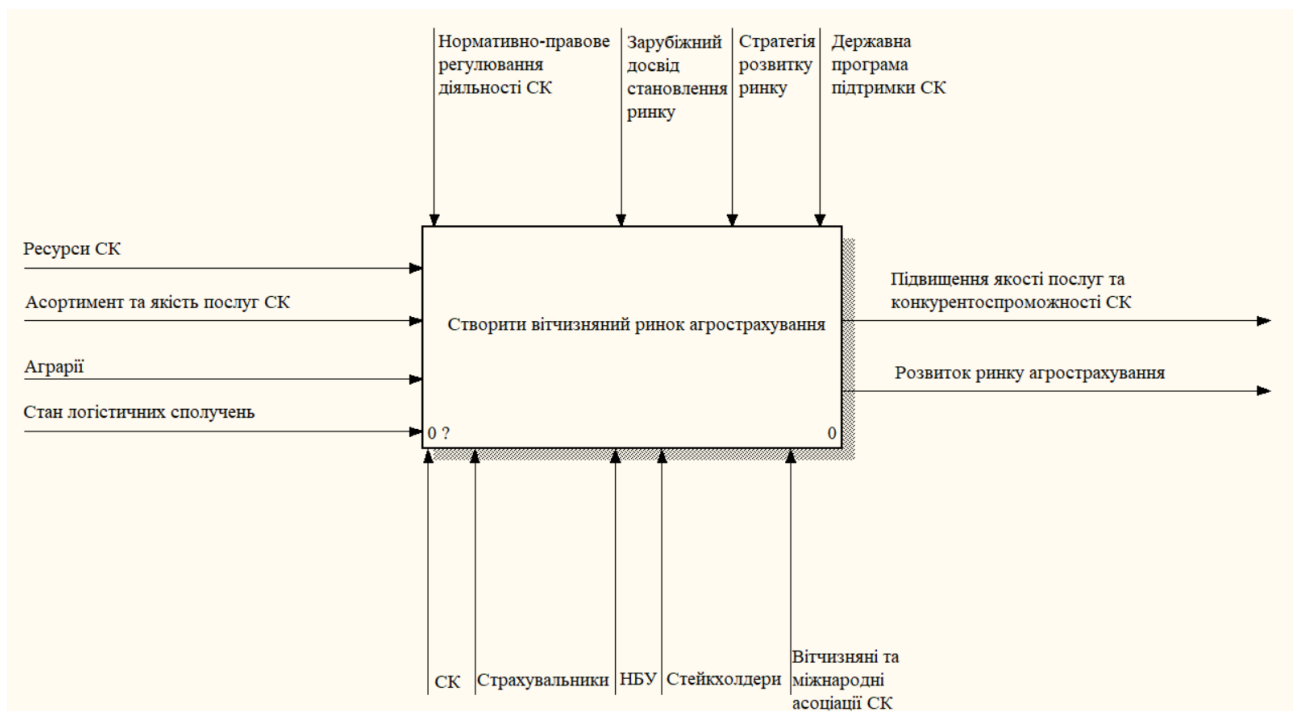 Нормативно-правове
регулювання
діяльності СК
Зарубіжний
досвід
становлення
ринку
Стратегія
розвитку
ринку
Державна
програма
підтримки СК
Ресурси СК
Асортимент та якість послуг СК
Аграрії
Стан логістичних сполучень
Створити вітчизняний ринок агрострахування
0 ?
0
Підвищення якості послуг та
конкурентоспроможності СК
Розвиток ринку агрострахування
СК
Страхувальники
НБУ
Стейкхолдери
Вітчизняні та
міжнародні
асоціації СК